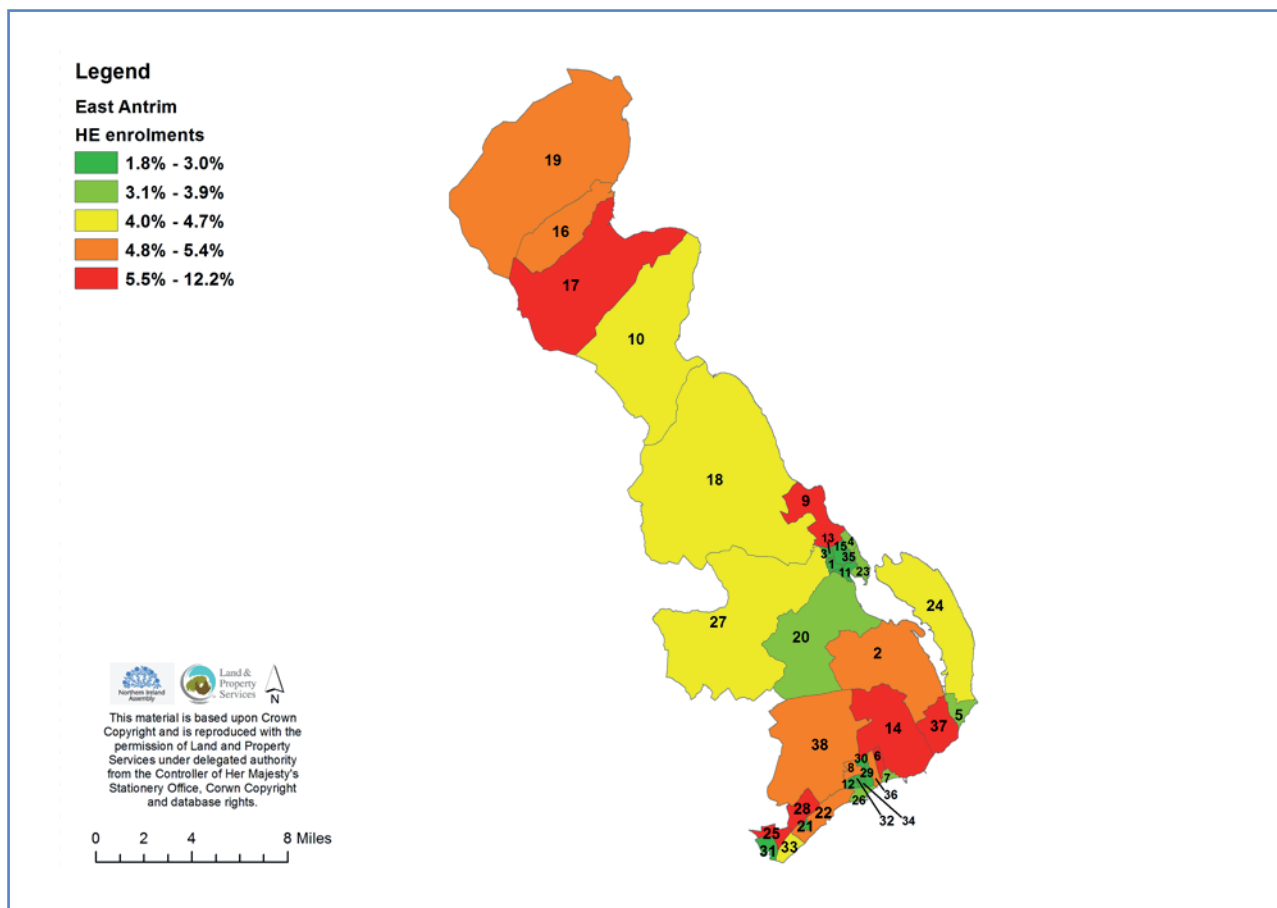 Legend
East Antrim
HE enrolments
1.8% - 3.0%
3.1% - 3.9%
4.0% - 4.7%
4.8% - 5.4%
5.5% - 12.2%
19
16
17
10
18
9
13
4
15
3
35
1
11
23
24
27
20
2
5
37
14
38
30
6
8
29
7
12
36
26
32
34
28
22
21
25
33
31
Northern Ireland
Assembly
Land &
Property
Services
N
This material is based upon Crown
Copyright and is reproduced with the
permission of Land and Property
Services under delegated authority
from the Controller of Her Majesty's
Stationery Office, Corwn Copyright
and database rights.
0 2 4 8 Miles